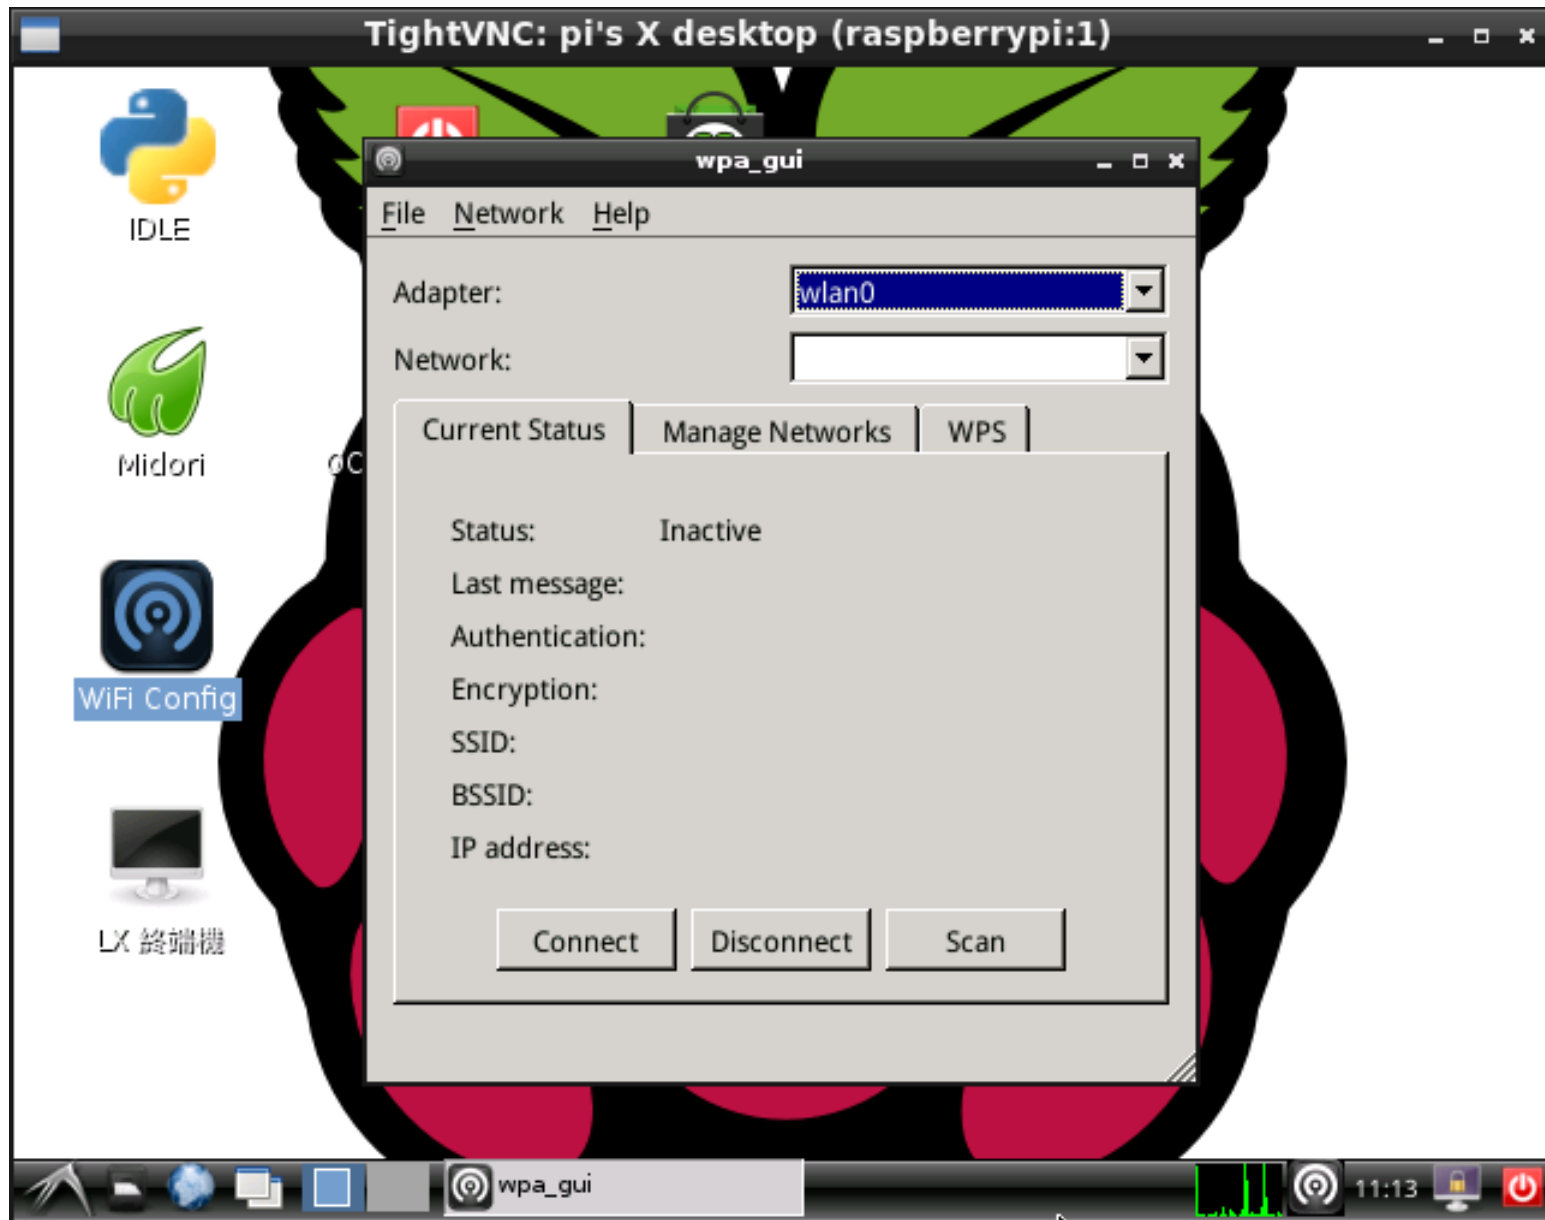 TightVNC: pi's X desktop (raspberrypi:1)
IDLE
Midori
WiFi Config
LX 終端機
wpa_gui
File Network Help
Adapter: wlan0
Network:
Current Status Manage Networks WPS
Status: Inactive
Last message:
Authentication:
Encryption:
SSID:
BSSID:
IP address:
Connect Disconnect Scan
wpa_gui
11:13